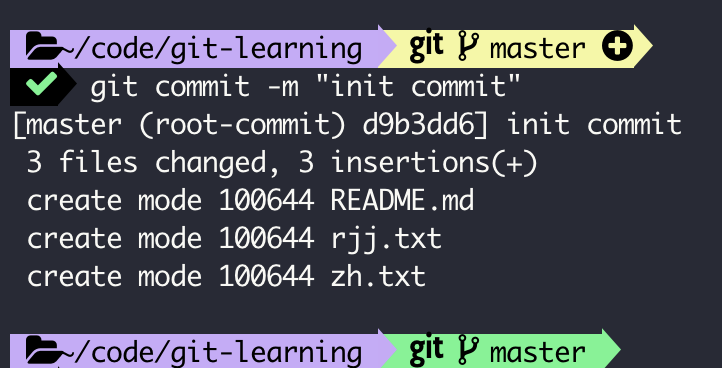 ~/code/git-learning git master
git commit -m "init commit"
[master (root-commit) d9b3dd6] init commit
3 files changed, 3 insertions(+)
create mode 100644 README.md
create mode 100644 rjj.txt
create mode 100644 zh.txt
~/code/git-learning git master